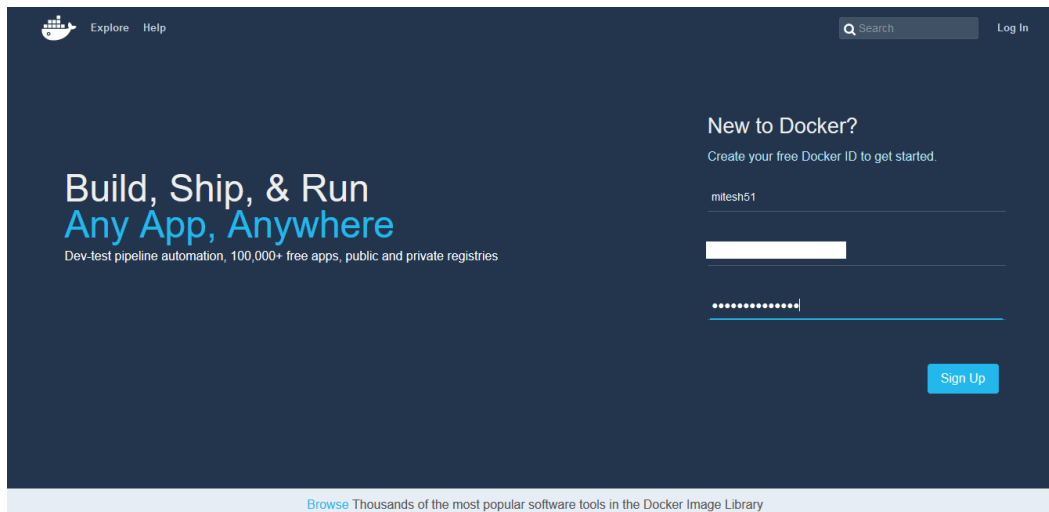 Explore Help
Search
Log In
New to Docker?
Create your free Docker ID to get started.
mitesh51
••••••••••••••
Build, Ship, & Run
Any App, Anywhere
Dev-test pipeline automation, 100,000+ free apps, public and private registries
Sign Up
Browse Thousands of the most popular software tools in the Docker Image Library